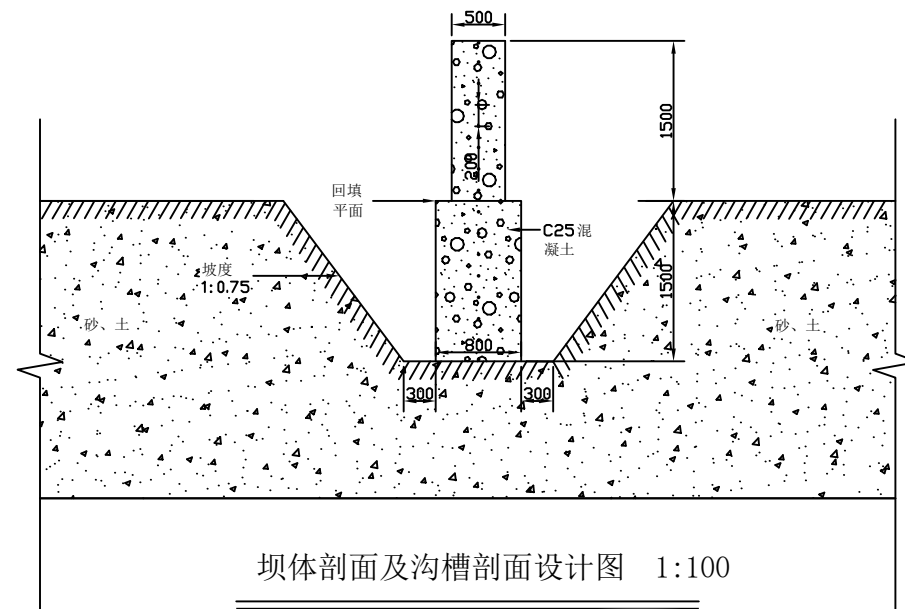 500
1500
200
回填
平面
C25混
凝土
坡度
1:0.75
1500
砂、土
砂、土
800
300
300
坝体剖面及沟槽剖面设计图 1:100